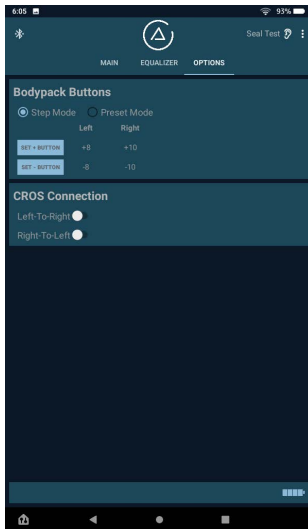 6:05 93%
Seal Test
MAIN EQUALIZER OPTIONS
Bodypack Buttons
Step Mode Preset Mode
Left Right
SET + BUTTON +8 +10
SET - BUTTON -8 -10
CROS Connection
Left-To-Right
Right-To-Left